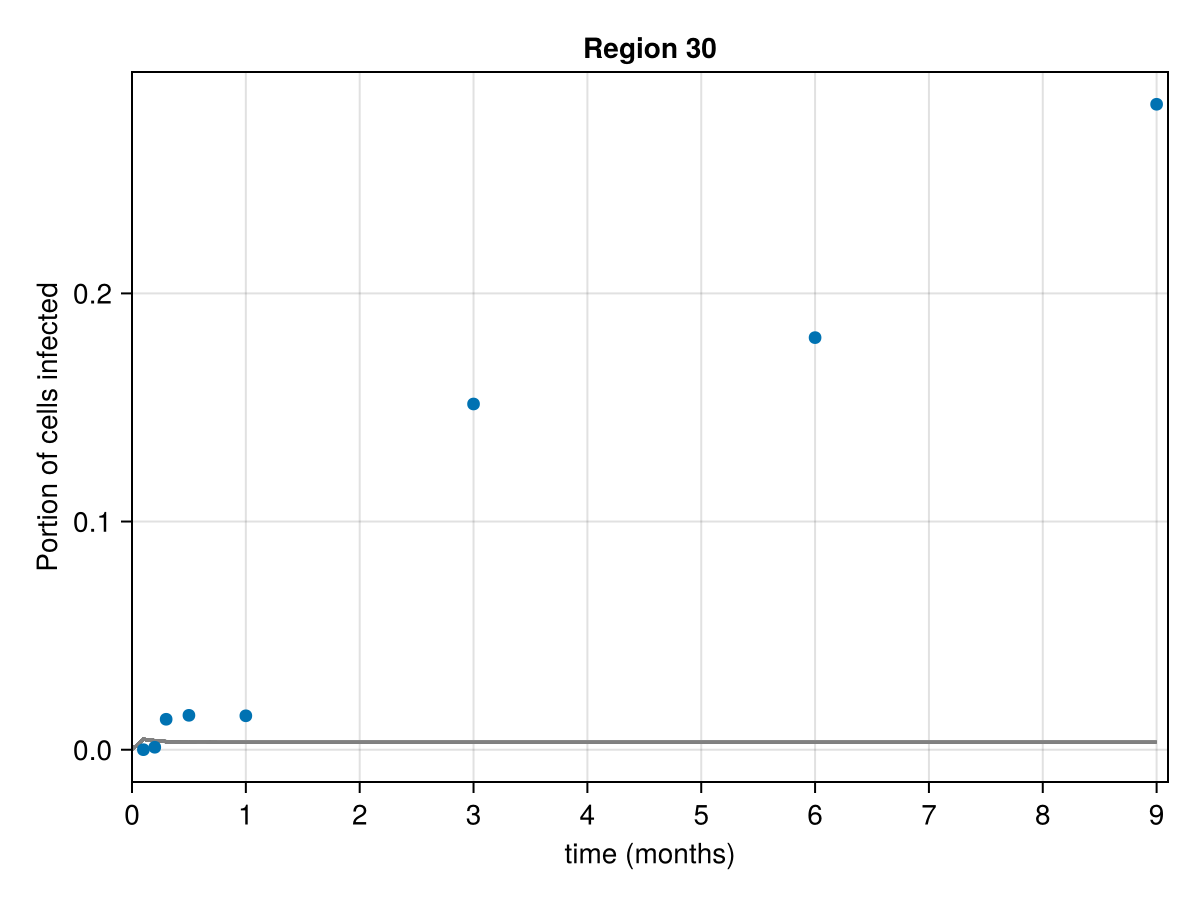 Region 30
Portion of cells infected
0.2
0.1
0.0
0 1 2 3 4 5 6 7 8 9
time (months)